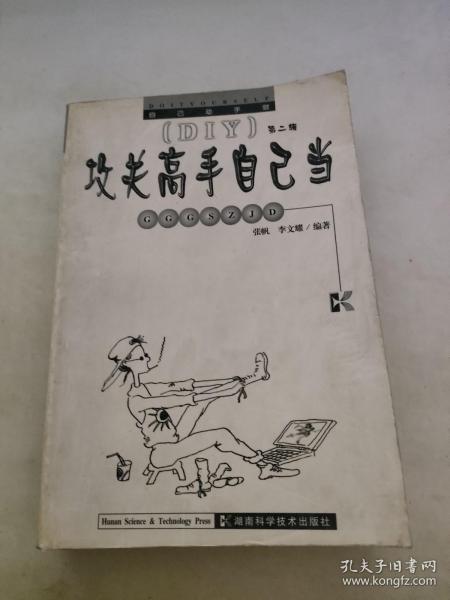 DOITYOURSELF
自己动手做
(DIY) 第二辑
攻关高手自己当
GGGSZJD
张帆 李文耀/编著
Hunan Science & Technology Press 湖南科学技术出版社
孔夫子旧书网
www.kongfz.com